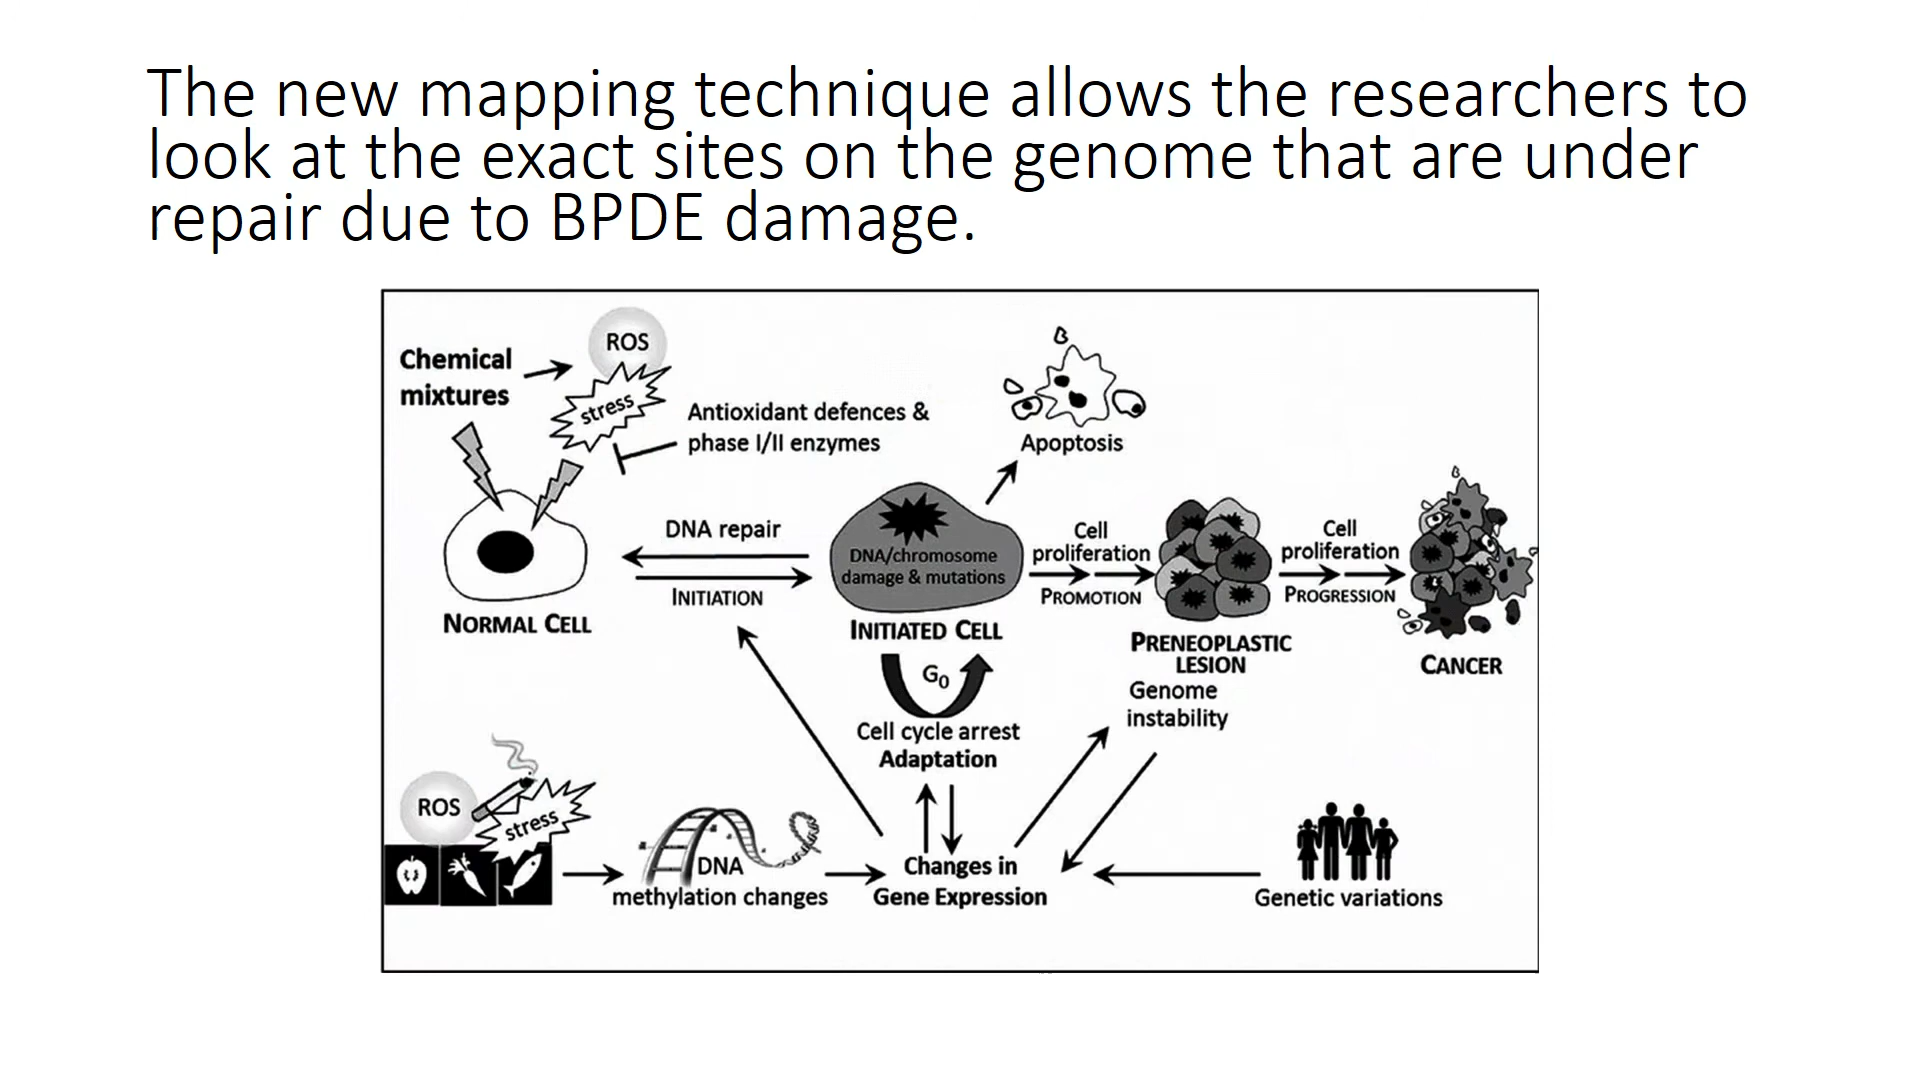 The new mapping technique allows the researchers to
look at the exact sites on the genome that are under
repair due to BPDE damage.
ROS
Chemical
mixtures
stress
Antioxidant defences &
phase I/II enzymes
Apoptosis
DNA repair
INITIATION
NORMAL CELL
DNA/chromosome
damage & mutations
INITIATED CELL
Cell
proliferation
PROMOTION
PRENEOPLASTIC
LESION
Genome
instability
Cell
proliferation
PROGRESSION
CANCER
G0
Cell cycle arrest
Adaptation
ROS
stress
DNA
methylation changes
Changes in
Gene Expression
Genetic variations